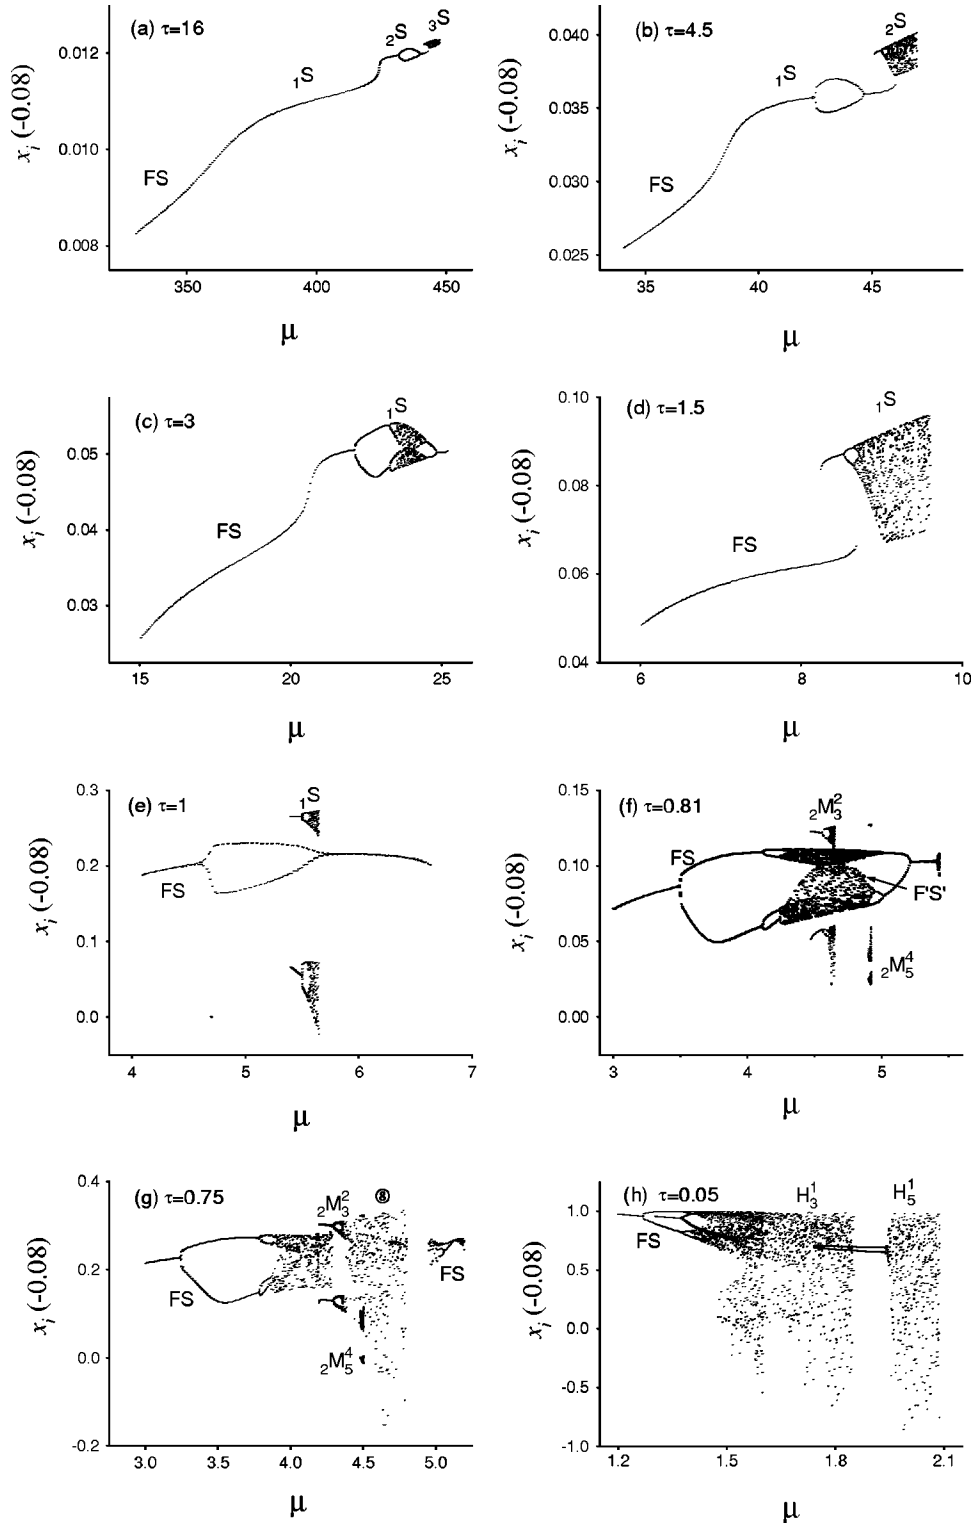 (a) τ=16
₃S
₂S
₁S
FS
0.012
0.010
0.008
350
400
450
xᵢ (-0.08)
μ
(b) τ=4.5
₂S
₁S
FS
0.040
0.035
0.030
0.025
35
40
45
xᵢ (-0.08)
μ
(c) τ=3
₁S
FS
0.05
0.04
0.03
15
20
25
xᵢ (-0.08)
μ
(d) τ=1.5
₁S
FS
0.10
0.08
0.06
0.04
6
8
10
xᵢ (-0.08)
μ
(e) τ=1
₁S
FS
0.3
0.2
0.1
0.0
4
5
6
7
xᵢ (-0.08)
μ
(f) τ=0.81
₂M₃²
FS
F'S'
₂M₅⁴
0.15
0.10
0.05
0.00
3
4
5
xᵢ (-0.08)
μ
(g) τ=0.75
₂M₃²
⑧
FS
FS
₂M₅⁴
0.4
0.2
0.0
-0.2
3.0
3.5
4.0
4.5
5.0
xᵢ (-0.08)
μ
(h) τ=0.05
H₃¹
H₅¹
FS
1.0
0.5
0.0
-0.5
-1.0
1.2
1.5
1.8
2.1
xᵢ (-0.08)
μ